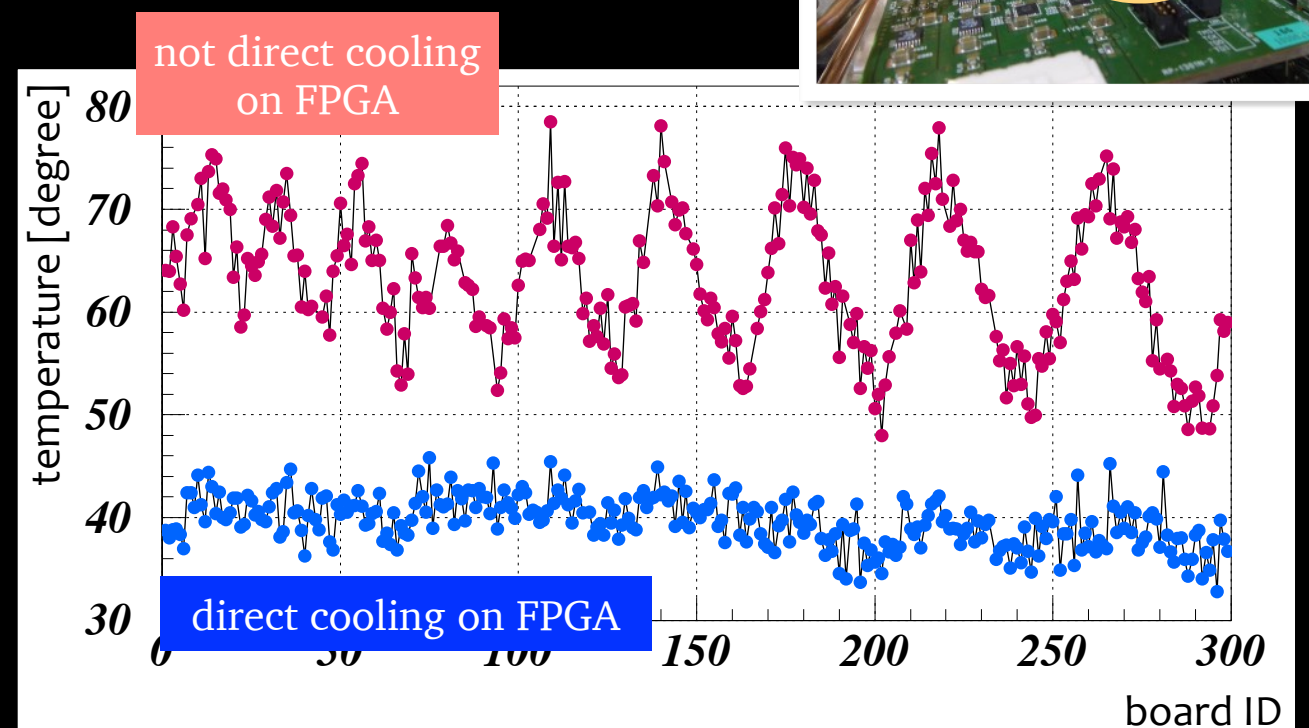 not direct cooling
on FPGA
temperature [degree]
80
70
60
50
40
30
direct cooling on FPGA
0 50 100 150 200 250 300
board ID